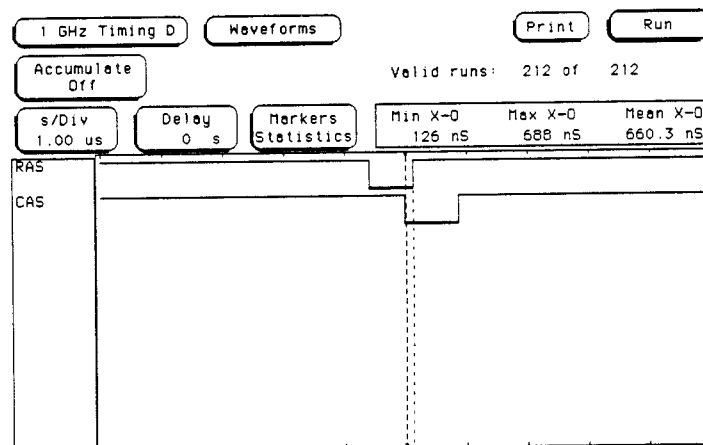 1 GHz Timing D Waveforms Print Run
Accumulate
Off
Valid runs: 212 of 212
s/Div
1.00 us
Delay
0 s
Markers
Statistics
Min X-O Max X-O Mean X-O
126 nS 688 nS 660.3 nS
RAS
CAS